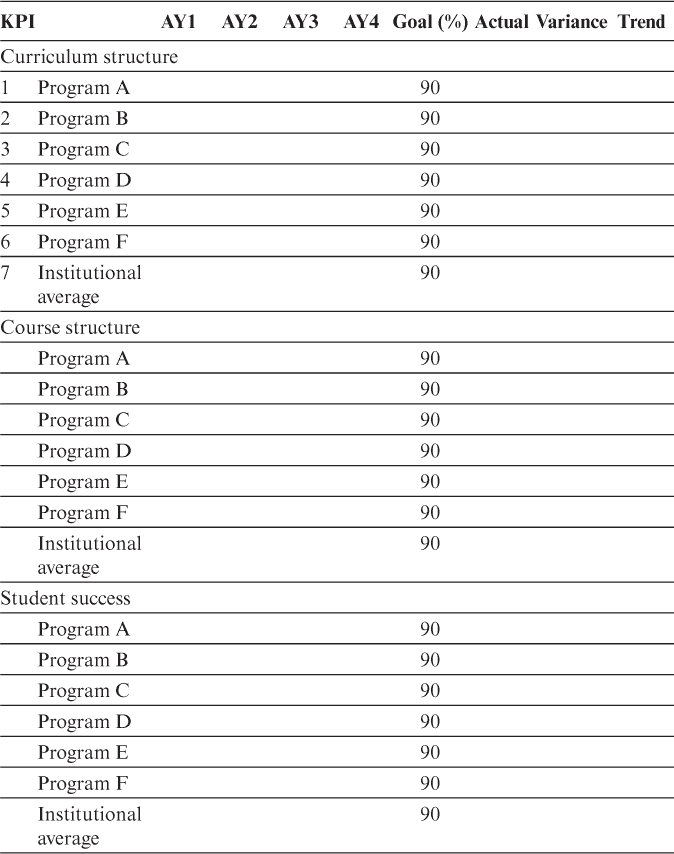 KPI AY1 AY2 AY3 AY4 Goal (%) Actual Variance Trend
Curriculum structure
1 Program A 90
2 Program B 90
3 Program C 90
4 Program D 90
5 Program E 90
6 Program F 90
7 Institutional 90
average
Course structure
Program A 90
Program B 90
Program C 90
Program D 90
Program E 90
Program F 90
Institutional 90
average
Student success
Program A 90
Program B 90
Program C 90
Program D 90
Program E 90
Program F 90
Institutional 90
average